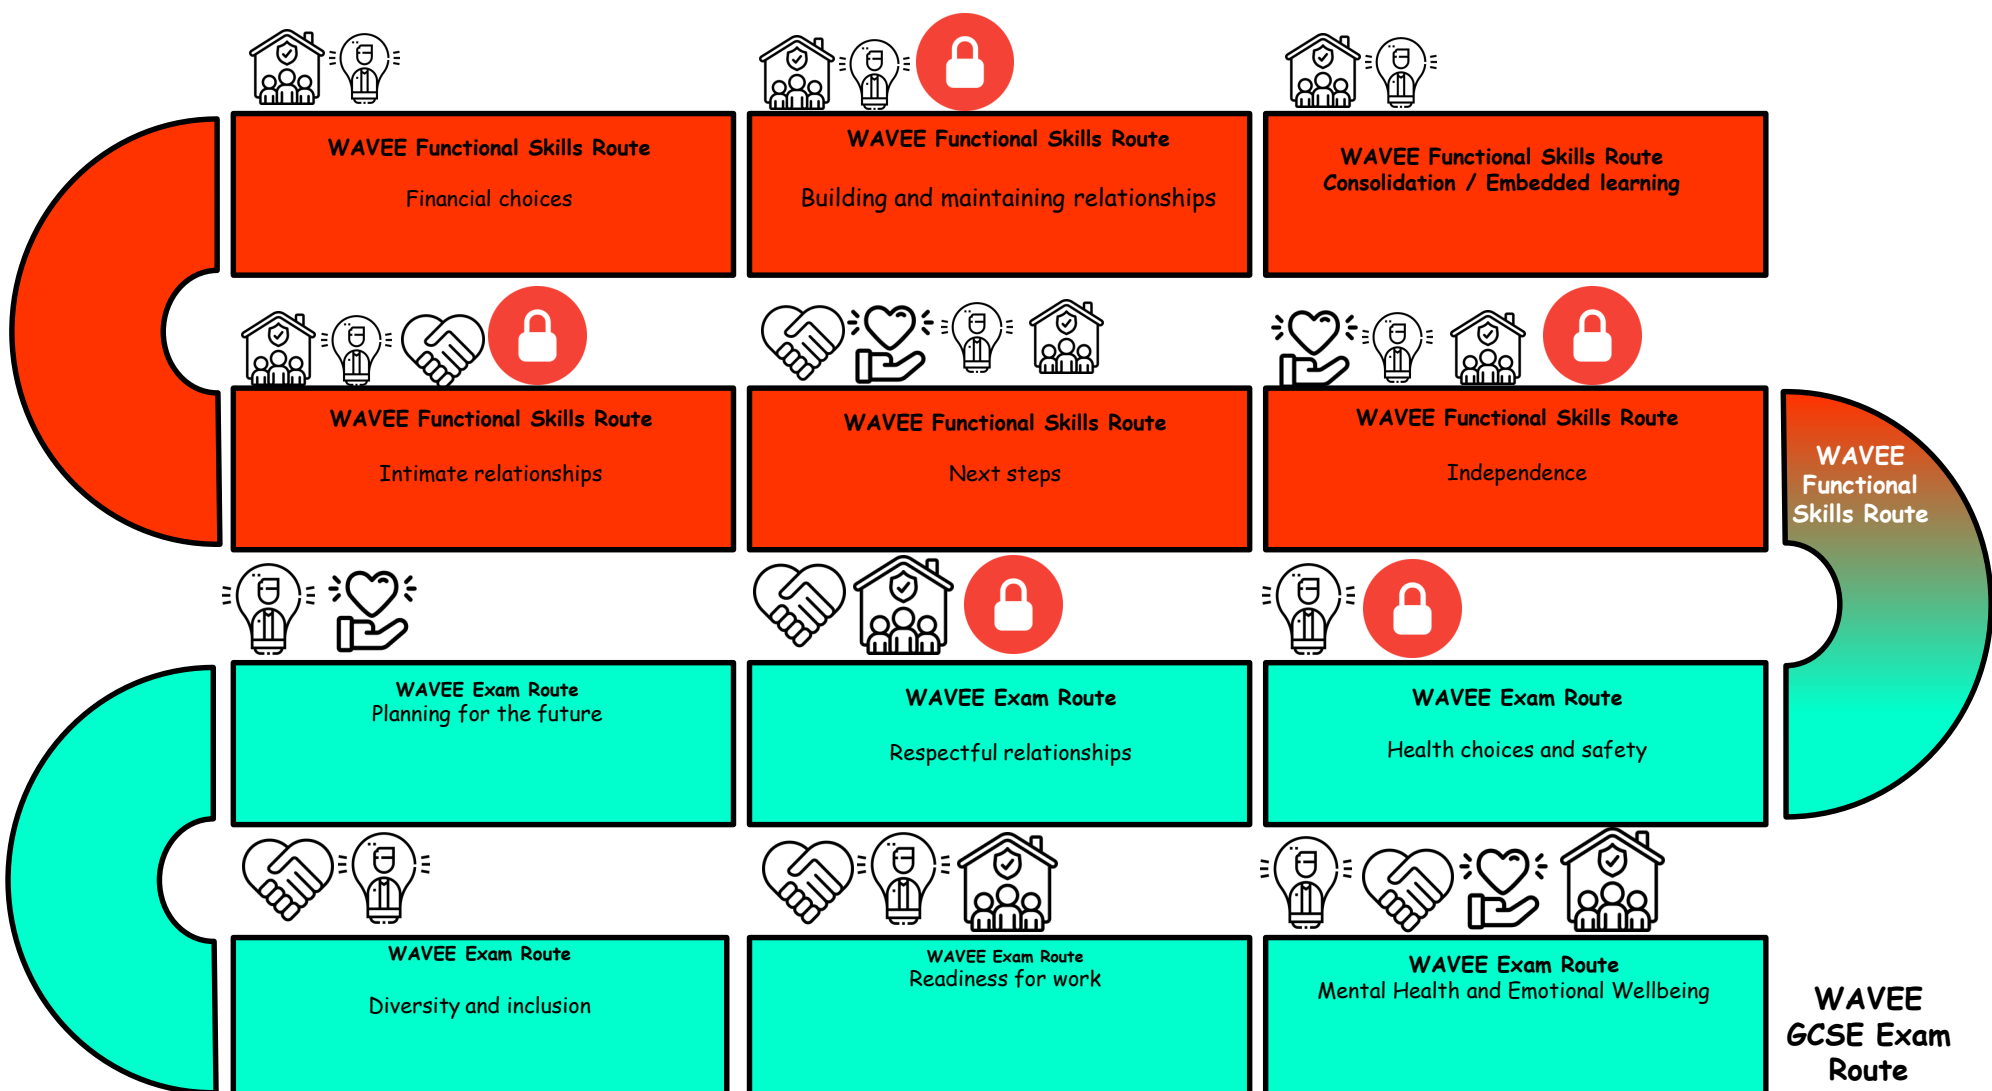 WAVEE Functional Skills Route
Financial choices
WAVEE Functional Skills Route
Building and maintaining relationships
WAVEE Functional Skills Route
Consolidation / Embedded learning
WAVEE Functional Skills Route
Intimate relationships
WAVEE Functional Skills Route
Next steps
WAVEE Functional Skills Route
Independence
WAVEE
Functional
Skills Route
WAVEE Exam Route
Planning for the future
WAVEE Exam Route
Respectful relationships
WAVEE Exam Route
Health choices and safety
WAVEE Exam Route
Diversity and inclusion
WAVEE Exam Route
Readiness for work
WAVEE Exam Route
Mental Health and Emotional Wellbeing
WAVEE
GCSE Exam
Route